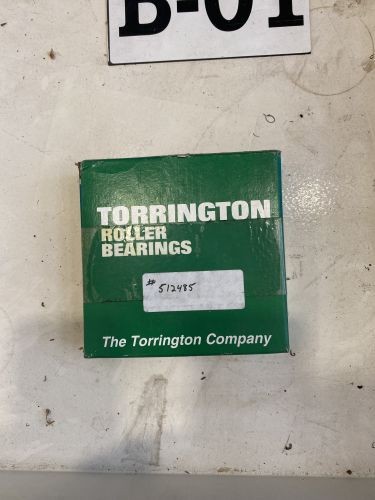 B-01
TORRINGTON
ROLLER
BEARINGS
# 512485
The Torrington Company